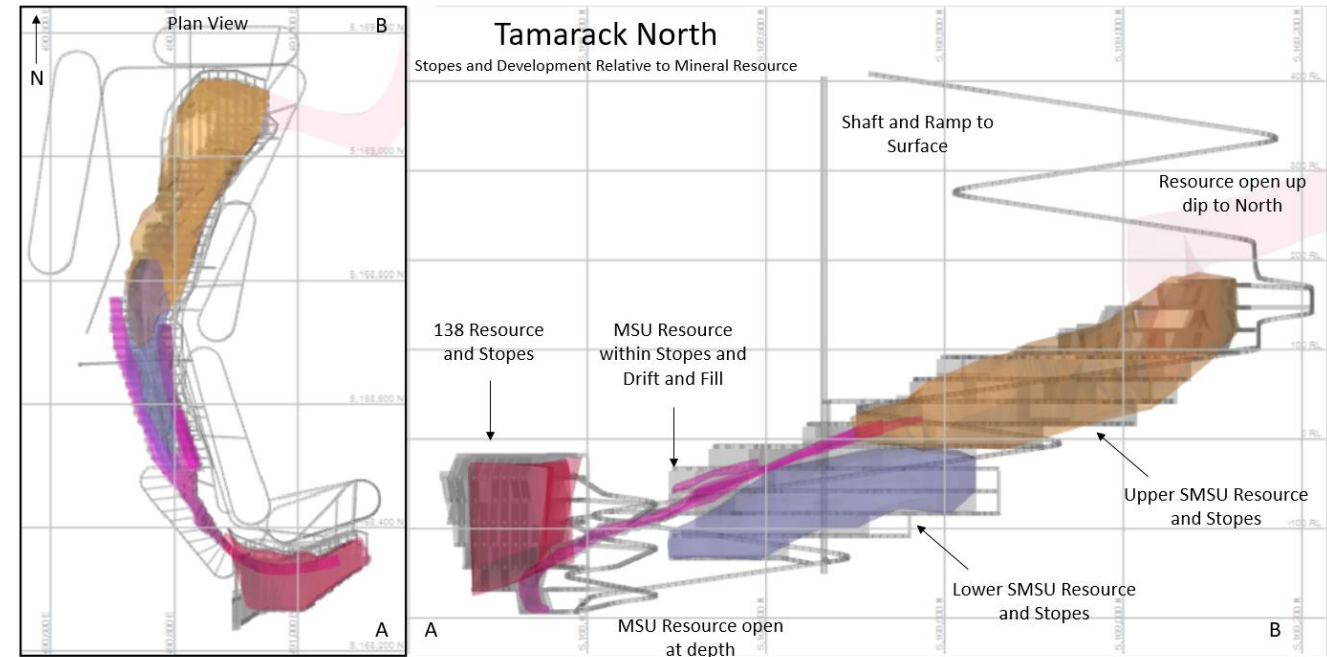 Plan View
B
N
A
Tamarack North
Stopes and Development Relative to Mineral Resource
400 RL
Shaft and Ramp to
Surface
Resource open up
dip to North
138 Resource
and Stopes
MSU Resource
within Stopes and
Drift and Fill
Upper SMSU Resource
and Stopes
Lower SMSU Resource
and Stopes
MSU Resource open
at depth
A
B